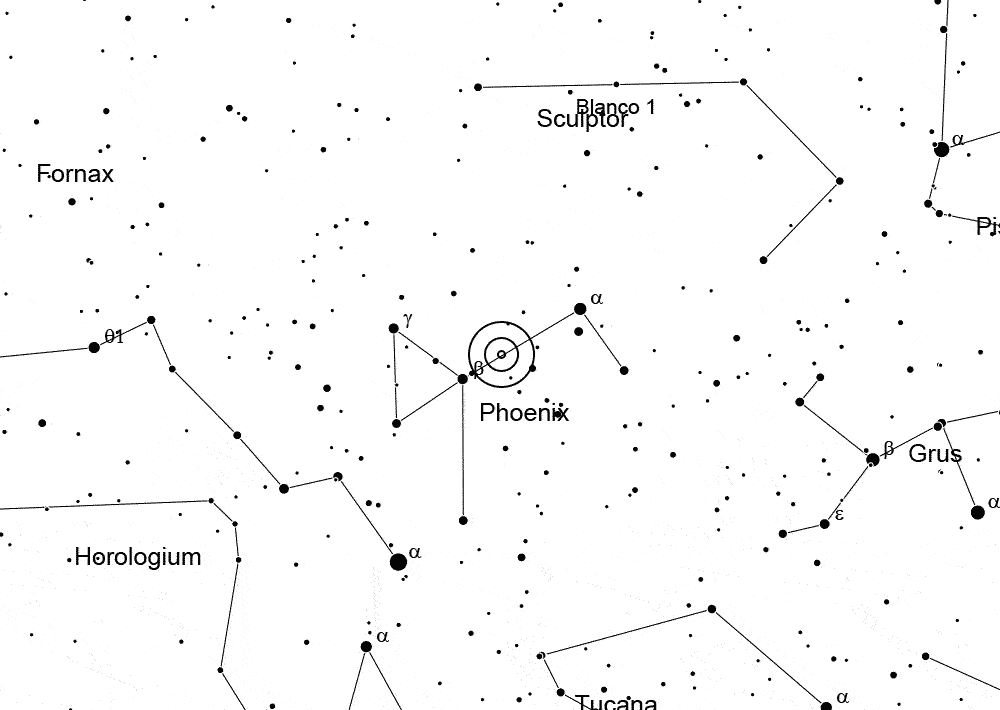 Blanco 1
Sculptor
α
Fornax
Pis
α
γ
θ1
β
Phoenix
β
Grus
α
ε
Horologium
α
α
α
Tucana